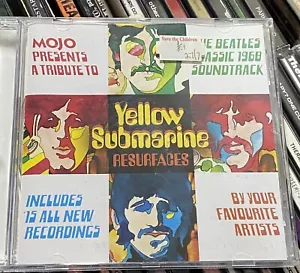 MOJO
PRESENTS
A TRIBUTE TO
THE BEATLES
CLASSIC 1968
SOUNDTRACK
Yellow
Submarine
RESURFACES
INCLUDES
15 ALL NEW
RECORDINGS
BY YOUR
FAVOURITE
ARTISTS